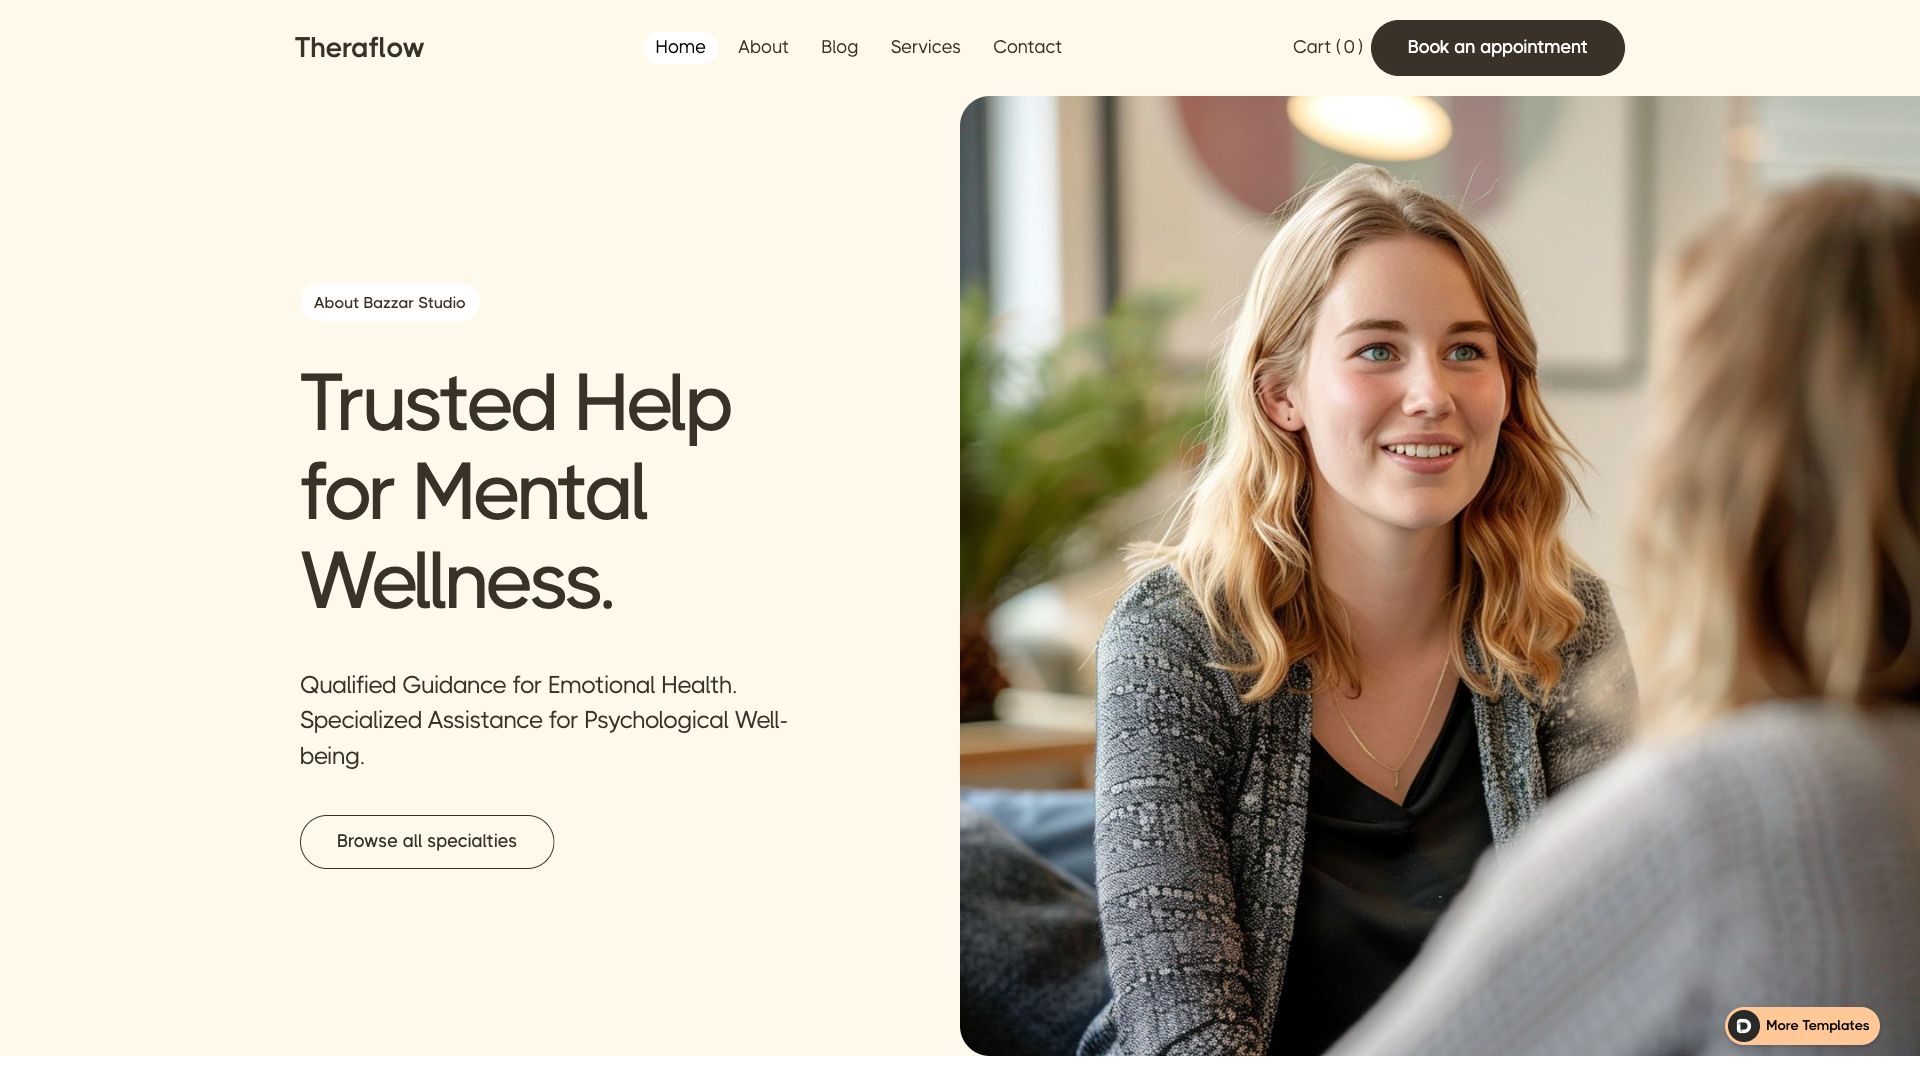 Theraflow
Home
About
Blog
Services
Contact
Cart ( 0 )
Book an appointment
About Bazzar Studio
Trusted Help
for Mental
Wellness.
Qualified Guidance for Emotional Health.
Specialized Assistance for Psychological Well-
being.
Browse all specialties
D More Templates